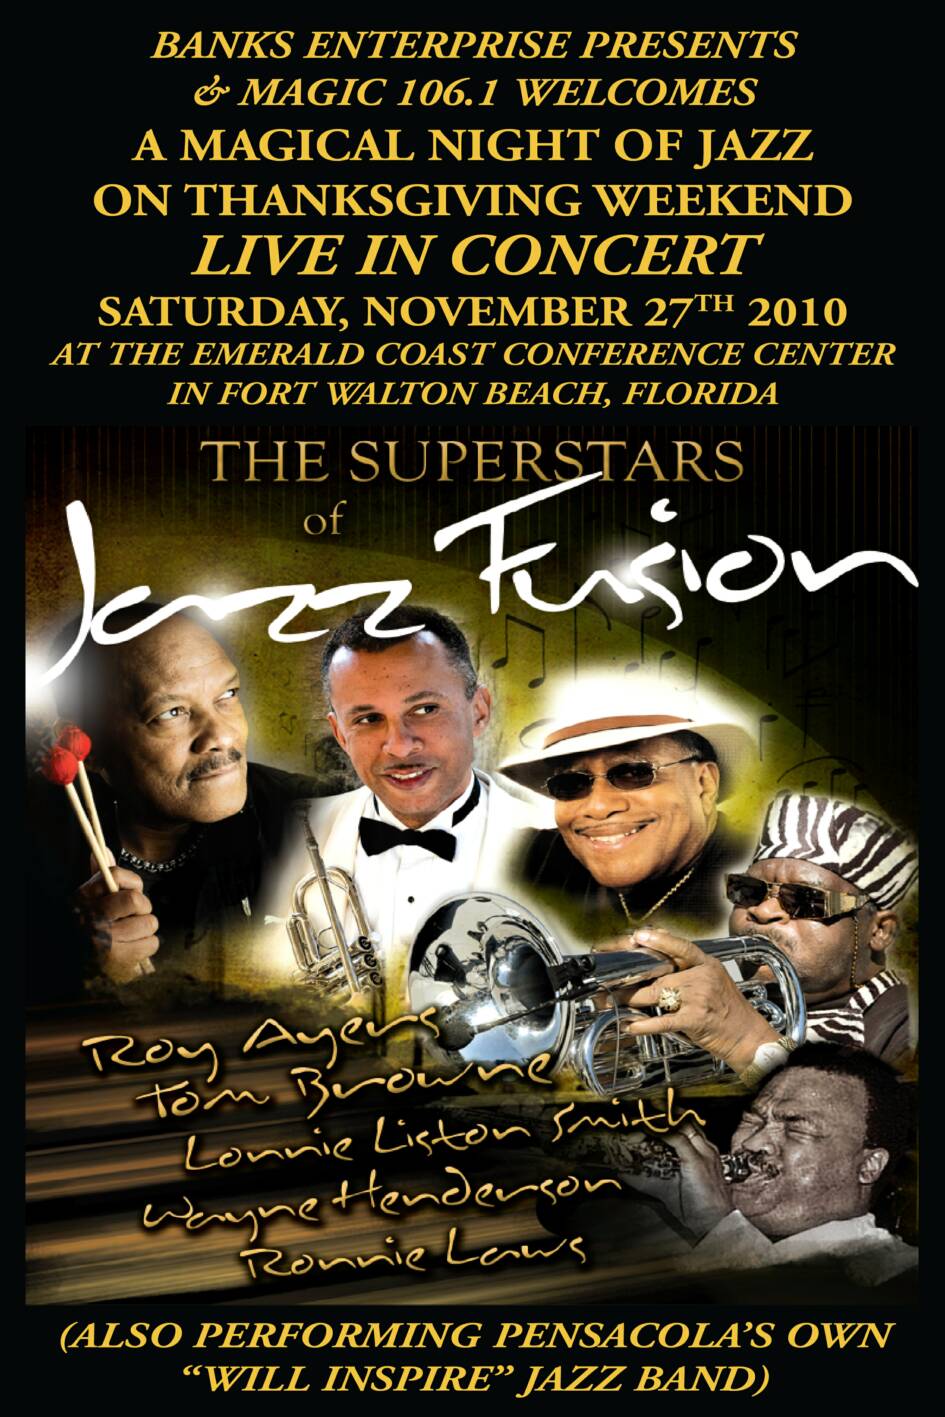 BANKS ENTERPRISE PRESENTS
& MAGIC 106.1 WELCOMES
A MAGICAL NIGHT OF JAZZ
ON THANKSGIVING WEEKEND
LIVE IN CONCERT
SATURDAY, NOVEMBER 27TH 2010
AT THE EMERALD COAST CONFERENCE CENTER
IN FORT WALTON BEACH, FLORIDA
THE SUPERSTARS
of
Jazz Fusion
Roy Ayers
Tom Browne
Lonnie Liston Smith
Wayne Henderson
Ronnie Laws
(ALSO PERFORMING PENSACOLA'S OWN
“WILL INSPIRE” JAZZ BAND)